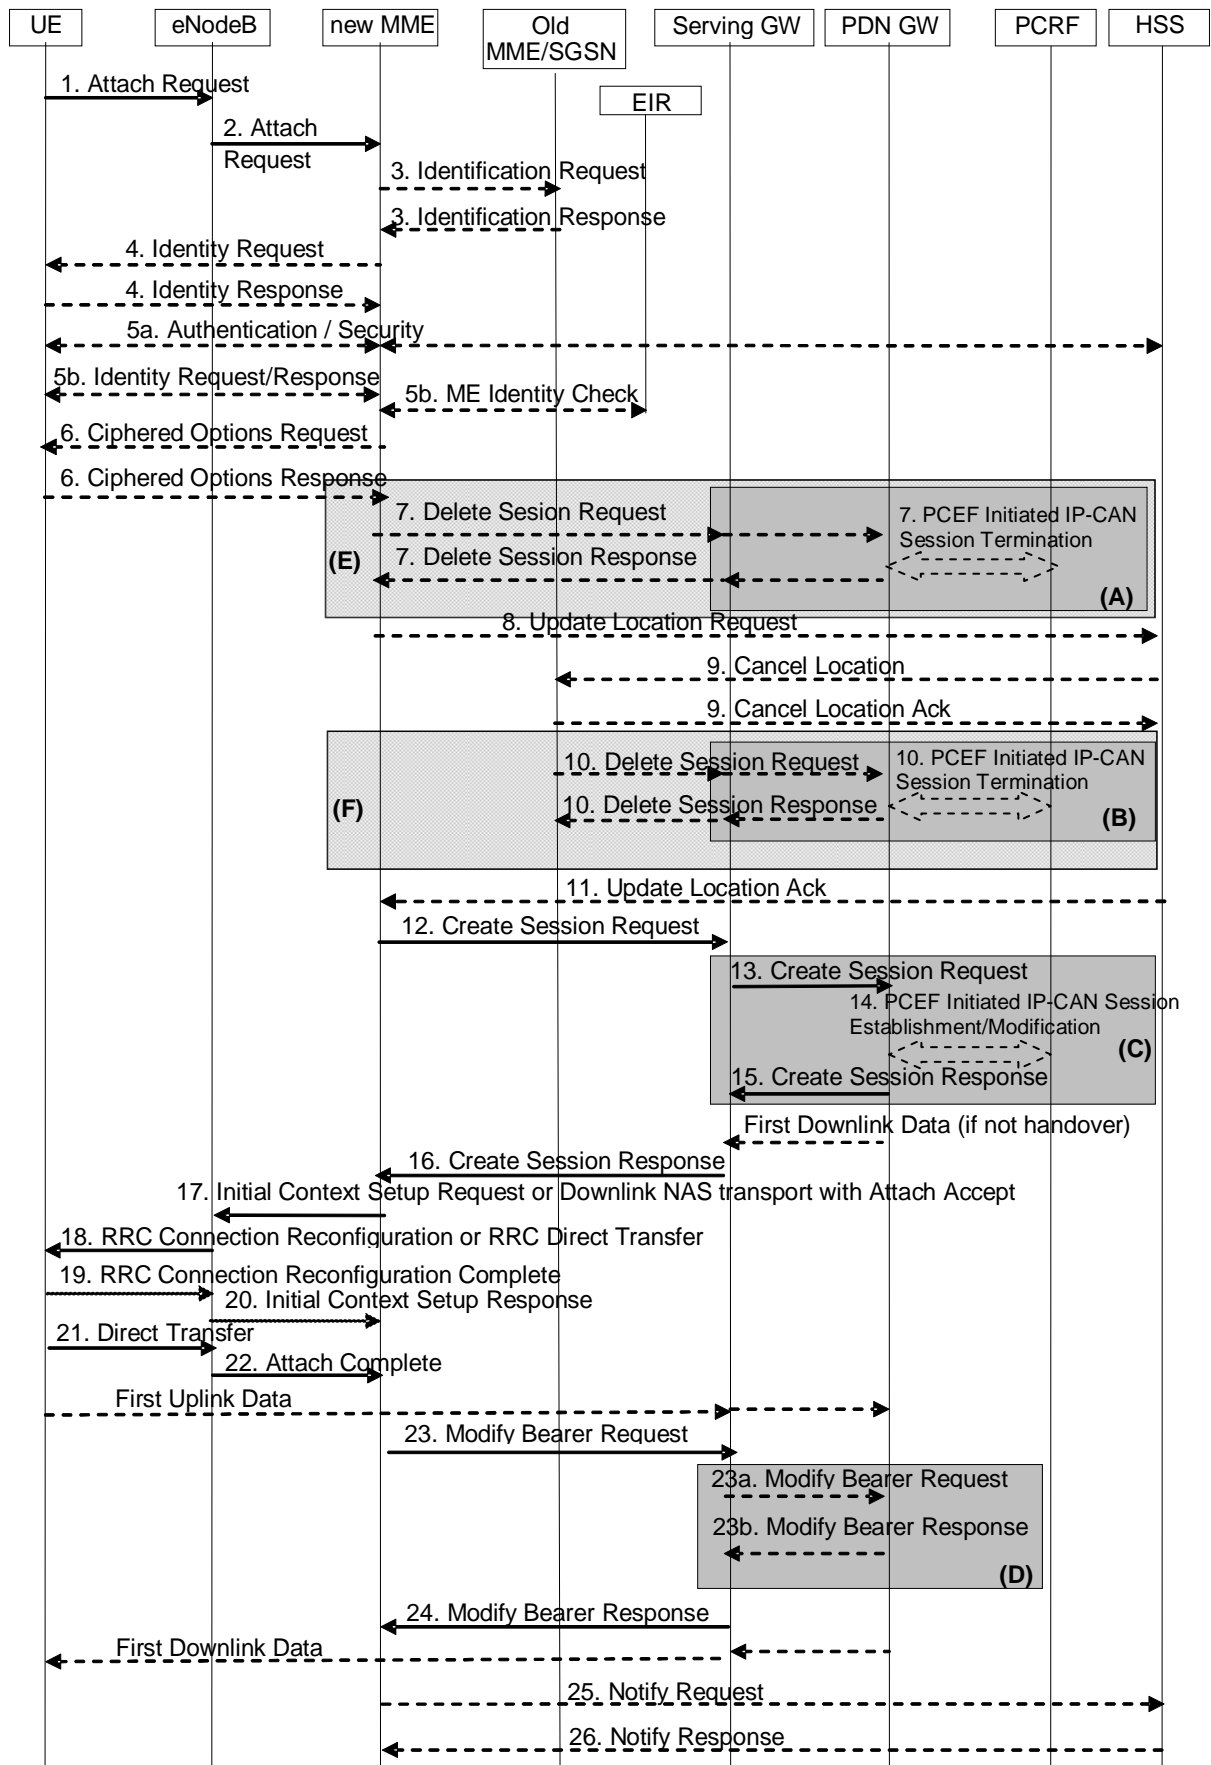 UE
eNodeB
new MME
Old
MME/SGSN
Serving GW
PDN GW
PCRF
HSS
1. Attach Request
EIR
2. Attach
Request
3. Identification Request
3. Identification Response
4. Identity Request
4. Identity Response
5a. Authentication / Security
5b. Identity Request/Response
5b. ME Identity Check
6. Ciphered Options Request
6. Ciphered Options Response
7. Delete Sesion Request
7. PCEF Initiated IP-CAN
Session Termination
(E)
7. Delete Session Response
(A)
8. Update Location Request
9. Cancel Location
9. Cancel Location Ack
10. Delete Session Request
10. PCEF Initiated IP-CAN
Session Termination
(F)
10. Delete Session Response
(B)
11. Update Location Ack
12. Create Session Request
13. Create Session Request
14. PCEF Initiated IP-CAN Session
Establishment/Modification
(C)
15. Create Session Response
First Downlink Data (if not handover)
16. Create Session Response
17. Initial Context Setup Request or Downlink NAS transport with Attach Accept
18. RRC Connection Reconfiguration or RRC Direct Transfer
19. RRC Connection Reconfiguration Complete
20. Initial Context Setup Response
21. Direct Transfer
22. Attach Complete
First Uplink Data
23. Modify Bearer Request
23a. Modify Bearer Request
23b. Modify Bearer Response
(D)
24. Modify Bearer Response
First Downlink Data
25. Notify Request
26. Notify Response